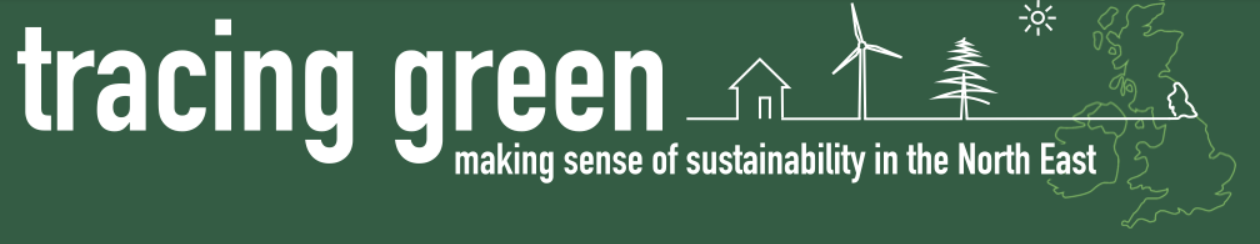 tracing green
making sense of sustainability in the North East